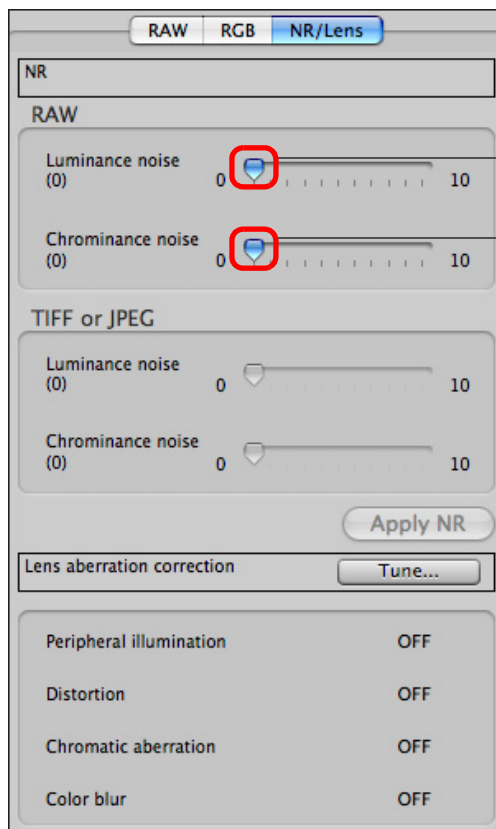 RAW RGB NR/Lens
NR
RAW
Luminance noise
(0) 0 10
Chrominance noise
(0) 0 10
TIFF or JPEG
Luminance noise
(0) 0 10
Chrominance noise
(0) 0 10
Apply NR
Lens aberration correction Tune...
Peripheral illumination OFF
Distortion OFF
Chromatic aberration OFF
Color blur OFF